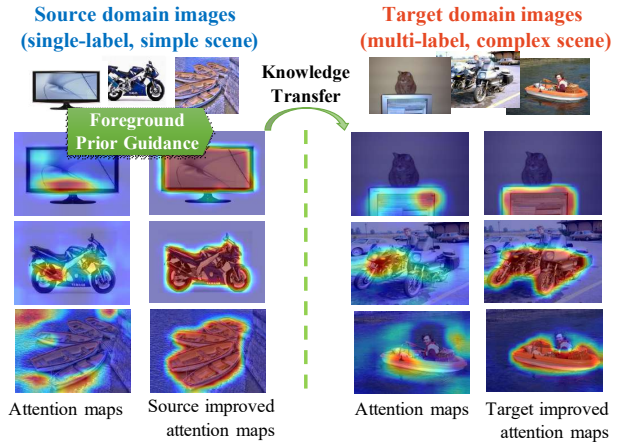 Source domain images
(single-label, simple scene)
Target domain images
(multi-label, complex scene)
Knowledge
Transfer
Foreground
Prior Guidance
Attention maps
Source improved
attention maps
Attention maps
Target improved
attention maps